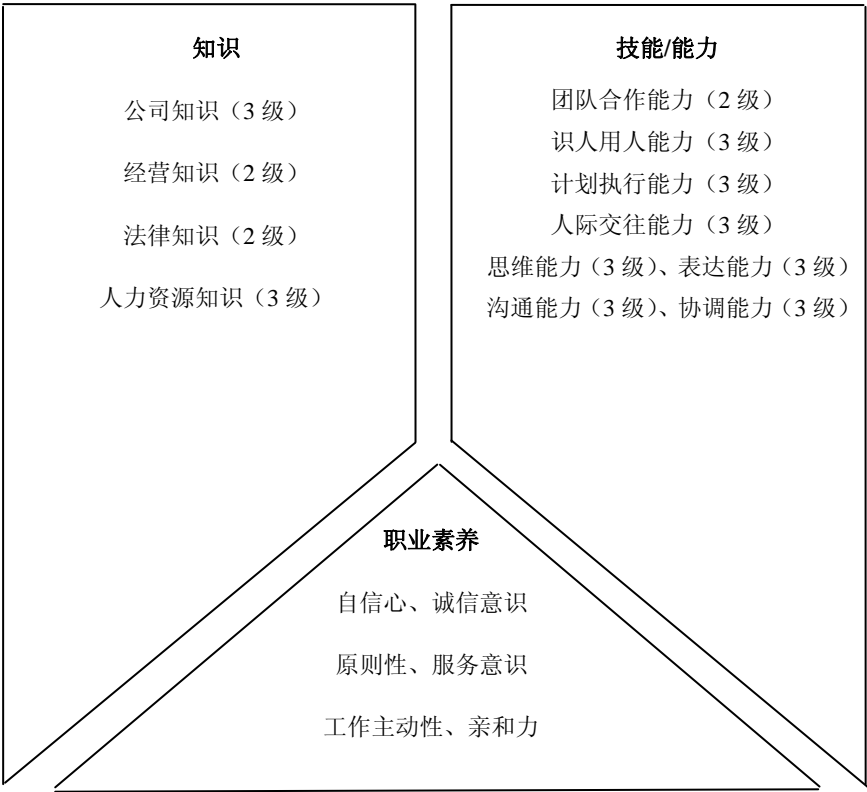 知识
公司知识（3 级）
经营知识（2 级）
法律知识（2 级）
人力资源知识（3 级）
技能/能力
团队合作能力（2 级）
识人用人能力（3 级）
计划执行能力（3 级）
人际交往能力（3 级）
思维能力（3 级）、表达能力（3 级）
沟通能力（3 级）、协调能力（3 级）
职业素养
自信心、诚信意识
原则性、服务意识
工作主动性、亲和力